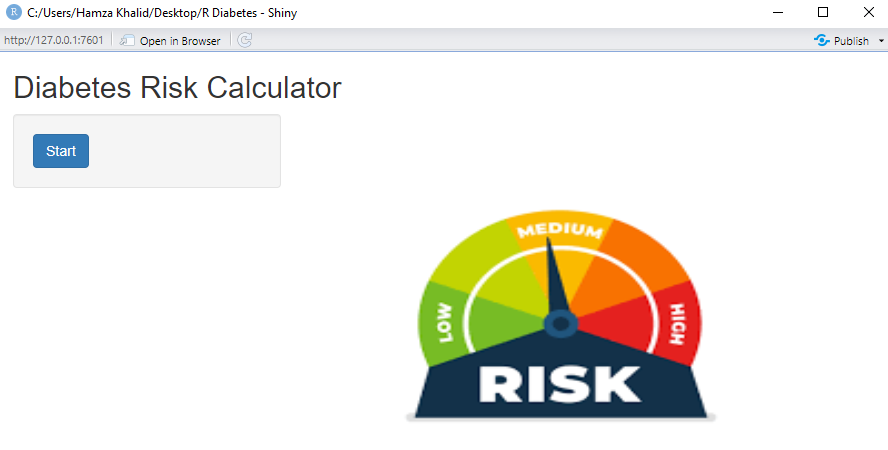 R C:/Users/Hamza Khalid/Desktop/R Diabetes - Shiny
http://127.0.0.1:7601 Open in Browser Publish
Diabetes Risk Calculator
Start
MEDIUM
LOW
HIGH
RISK